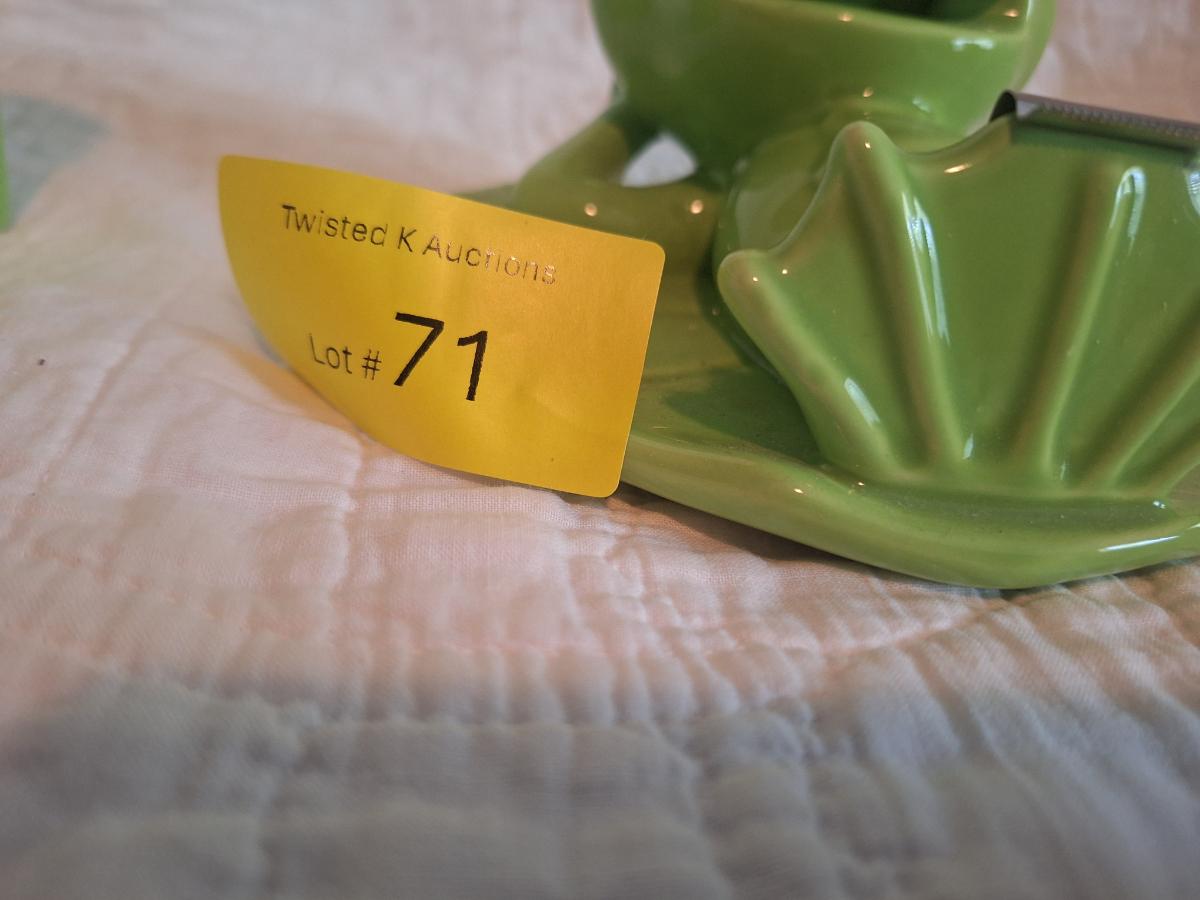 Twisted K Auctions
Lot # 71